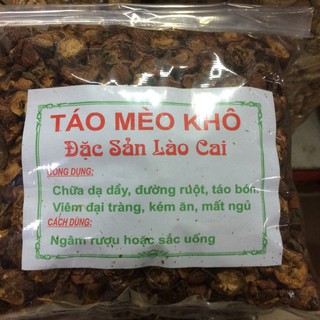 TÁO MÈO KHÔ
Đặc Sản Lào Cai
CÔNG DỤNG:
Chữa dạ dầy, đường ruột, táo bón
Viêm đại tràng, kém ăn, mất ngủ
CÁCH DÙNG:
Ngâm rượu hoặc sắc uống